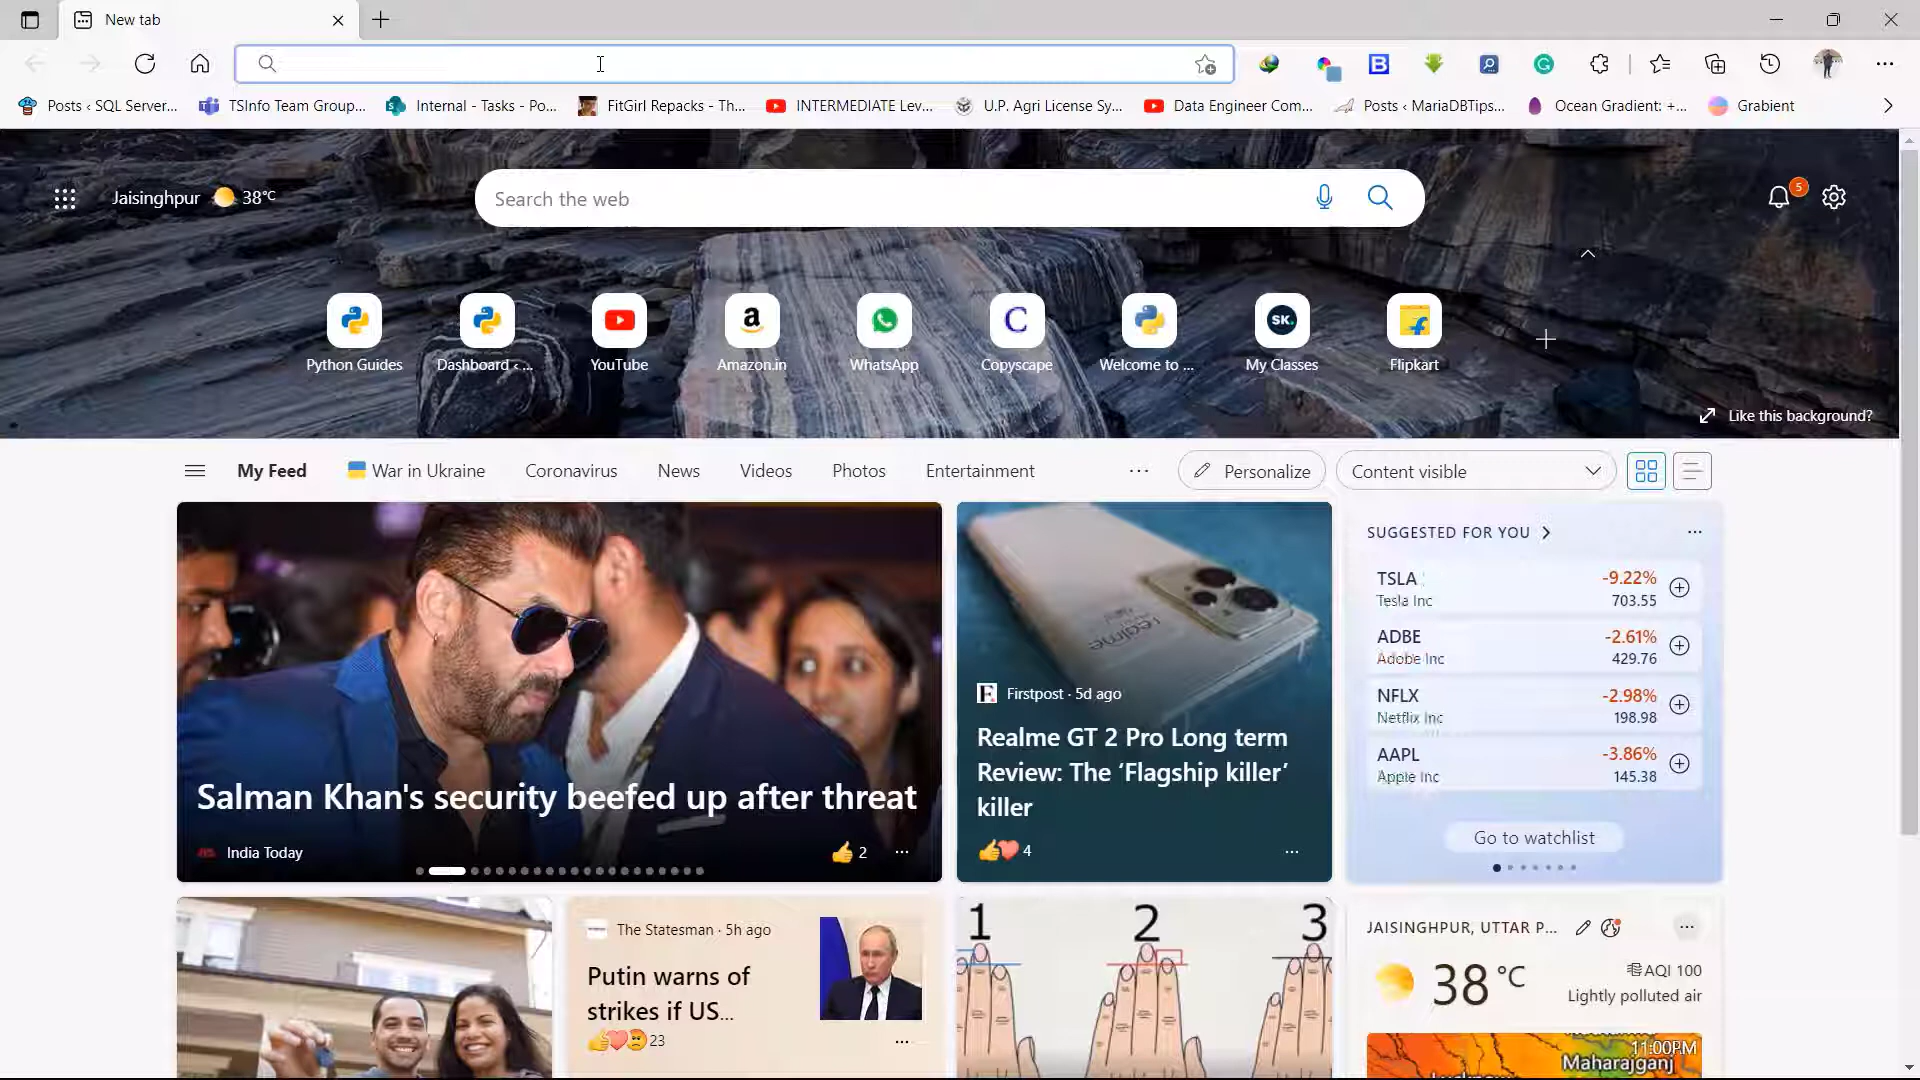 New tab
Posts ‹ SQL Server...
TSInfo Team Group...
Internal - Tasks - Po...
FitGirl Repacks - Th...
INTERMEDIATE Lev...
U.P. Agri License Sy...
Data Engineer Com...
Posts ‹ MariaDBTips...
Ocean Gradient: +...
Grabient
Jaisinghpur 38°C
Search the web
5
Python Guides
Dashboard ‹ ...
YouTube
Amazon.in
WhatsApp
Copyscape
Welcome to ...
My Classes
Flipkart
Like this background?
My Feed
War in Ukraine
Coronavirus
News
Videos
Photos
Entertainment
Personalize
Content visible
Salman Khan's security beefed up after threat
India Today
2
realme
Firstpost · 5d ago
Realme GT 2 Pro Long term
Review: The ‘Flagship killer’
killer
4
SUGGESTED FOR YOU
TSLA -9.22%
Tesla Inc 703.55
ADBE -2.61%
Adobe Inc 429.76
NFLX -2.98%
Netflix Inc 198.98
AAPL -3.86%
Apple Inc 145.38
Go to watchlist
The Statesman · 5h ago
Putin warns of
strikes if US...
23
1 2 3
JAISINGHPUR, UTTAR P...
38 °C
AQI 100
Lightly polluted air
11:00PM
Maharajganj